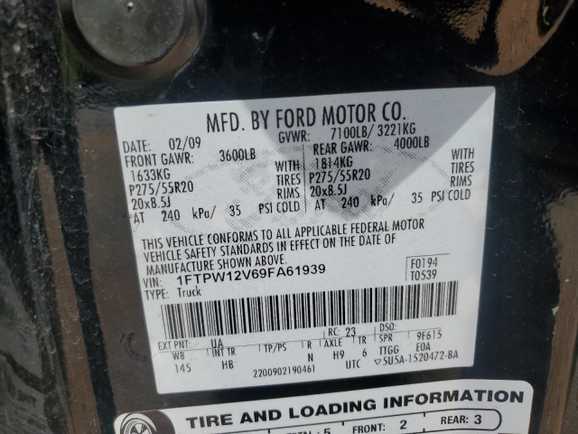 MFD. BY FORD MOTOR CO.
DATE: 02/09 GVWR: 7100LB/ 3221KG
FRONT GAWR: 3600LB REAR GAWR: 4000LB
1633KG WITH 1814KG WITH
P275/55R20 TIRES P275/55R20 TIRES
20x8.5J RIMS 20x8.5J RIMS
AT 240 kPa/ 35 PSI COLD AT 240 kPa/ 35 PSI COLD
THIS VEHICLE CONFORMS TO ALL APPLICABLE FEDERAL MOTOR
VEHICLE SAFETY STANDARDS IN EFFECT ON THE DATE OF
MANUFACTURE SHOWN ABOVE.
VIN: 1FTPW12V69FA61939 F0194
TYPE: Truck T0539
EXT PNT: UA RC: 23 DSO:
WB INT TR TP/PS R AXLE TR SPR 9F615
145 HB N H9 6 TTGG E0A
2200902190461 UTC ▽5U5A-1520472-BA
TIRE AND LOADING INFORMATION
: 5 FRONT: 2 REAR: 3